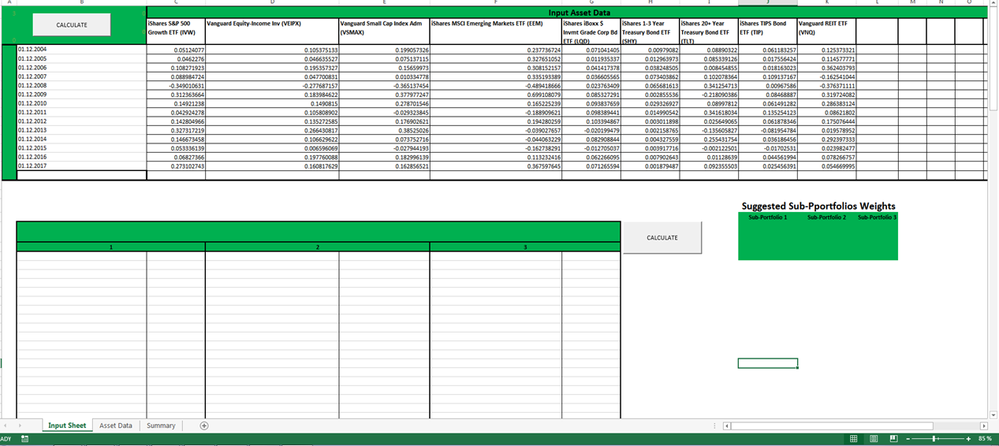 A B C D E F G H I J K L M N O
Input Asset Data
CALCULATE
iShares S&P 500 Growth ETF (IVW) Vanguard Equity-Income Inv (VEIPX) Vanguard Small Cap Index Adm (VSMAX) iShares MSCI Emerging Markets ETF (EEM) iShares iBoxx $ Invmt Grade Corp Bd ETF (LQD) iShares 1-3 Year Treasury Bond ETF (SHY) iShares 20+ Year Treasury Bond ETF (TLT) iShares TIPS Bond ETF (TIP) Vanguard REIT ETF (VNQ)
01.12.2004 0.05124077 0.105375133 0.199057326 0.237736724 0.071041405 0.00979082 0.08890322 0.061183257 0.125373321
01.12.2005 0.0462276 0.046635527 0.075137115 0.327651052 0.011935337 0.012963973 0.085339126 0.017556424 0.114577771
01.12.2006 0.108271923 0.195357327 0.15659973 0.308152157 0.041417378 0.038248505 0.008454855 0.018163023 0.362403793
01.12.2007 0.088984724 0.047700831 0.010334778 0.335193389 0.036605565 0.073403862 0.102078364 0.109137167 -0.162541044
01.12.2008 -0.349010631 -0.277687157 -0.365137454 -0.489418666 0.023763409 0.065681613 0.341254713 0.00967586 -0.376371111
01.12.2009 0.312363664 0.183984622 0.377977247 0.699108079 0.085327291 0.002855536 -0.218090386 0.08468887 0.319724082
01.12.2010 0.14921238 0.1490815 0.278701546 0.165225239 0.093837659 0.029326927 0.08997812 0.061491282 0.286383124
01.12.2011 0.042924278 0.105808902 -0.029323845 -0.188909621 0.098389441 0.014990542 0.341618034 0.135254123 0.08621802
01.12.2012 0.142804966 0.135272585 0.176902621 0.194280259 0.103394867 0.003011898 0.025649065 0.061878346 0.175076444
01.12.2013 0.327317219 0.266430817 0.38525026 -0.039027657 -0.020199479 0.002158765 -0.135605827 -0.081954784 0.019578952
01.12.2014 0.146673458 0.106629622 0.073752716 -0.044063229 0.082908844 0.004327559 0.255431754 0.036186456 0.292397333
01.12.2015 0.053336139 0.006596069 -0.027944193 -0.162738291 -0.012705037 0.003917716 -0.002122501 -0.01702531 0.023982477
01.12.2016 0.06827366 0.197760088 0.182996139 0.113232416 0.062266095 0.007902643 0.01128639 0.044561994 0.078266757
01.12.2017 0.273102743 0.160817629 0.162856521 0.367597645 0.071265594 0.001879487 0.092355503 0.025456391 0.054669995
Suggested Sub-Pportfolios Weights
Sub-Portfolio 1 Sub-Portfolio 2 Sub-Portfolio 3
CALCULATE
1 2 3
Input Sheet Asset Data Summary
ADY 85 %